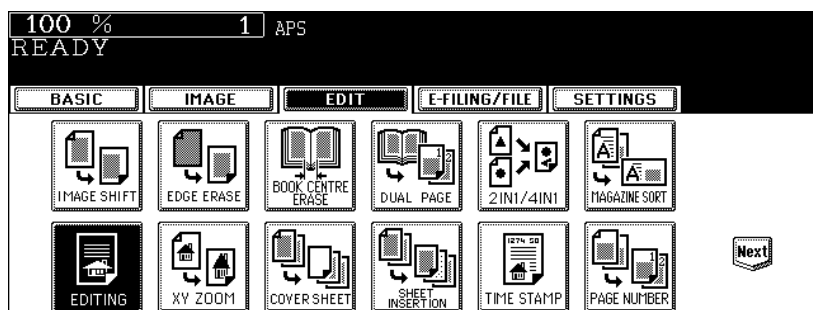 100 % 1 APS
READY
BASIC IMAGE EDIT E-FILING/FILE SETTINGS
IMAGE SHIFT EDGE ERASE BOOK CENTRE ERASE DUAL PAGE 2IN1/4IN1 MAGAZINE SORT
EDITING XY ZOOM COVER SHEET SHEET INSERTION TIME STAMP PAGE NUMBER
Next